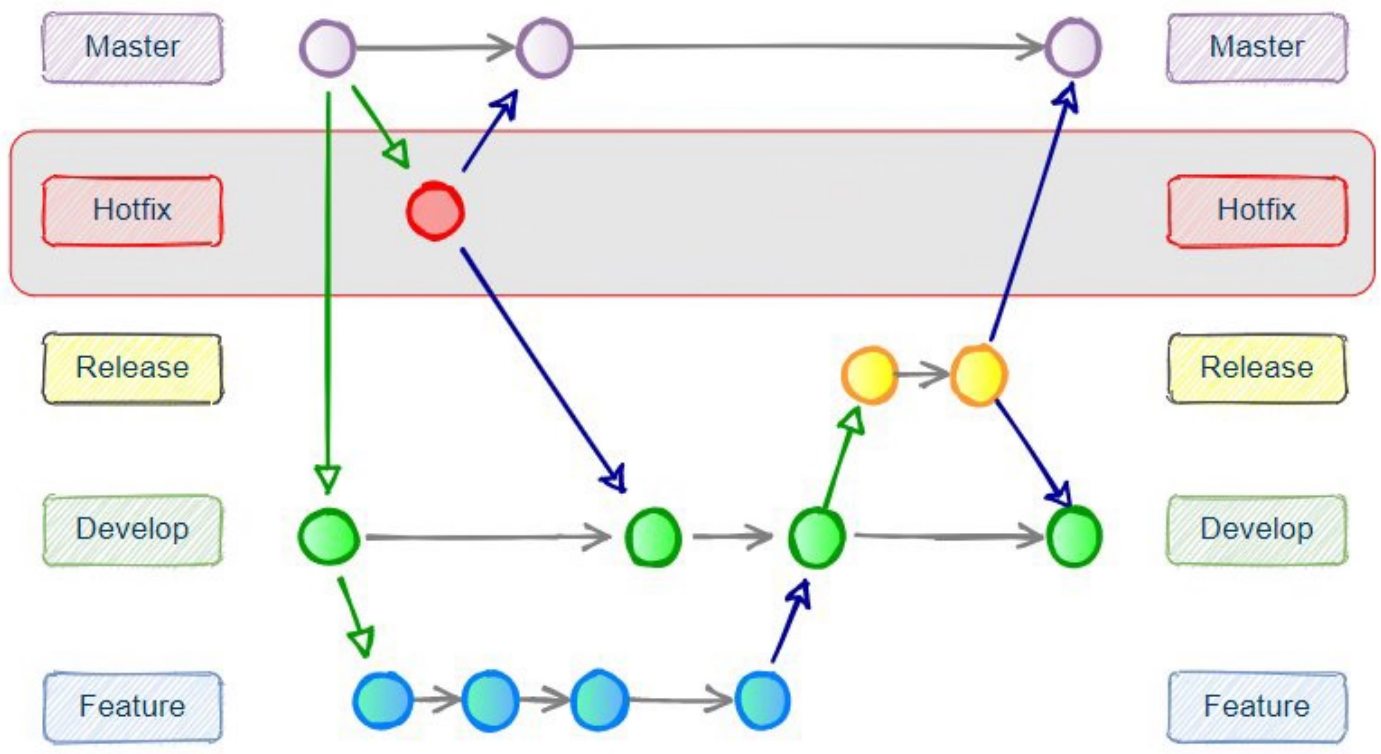 Master
Master
Hotfix
Hotfix
Release
Release
Develop
Develop
Feature
Feature